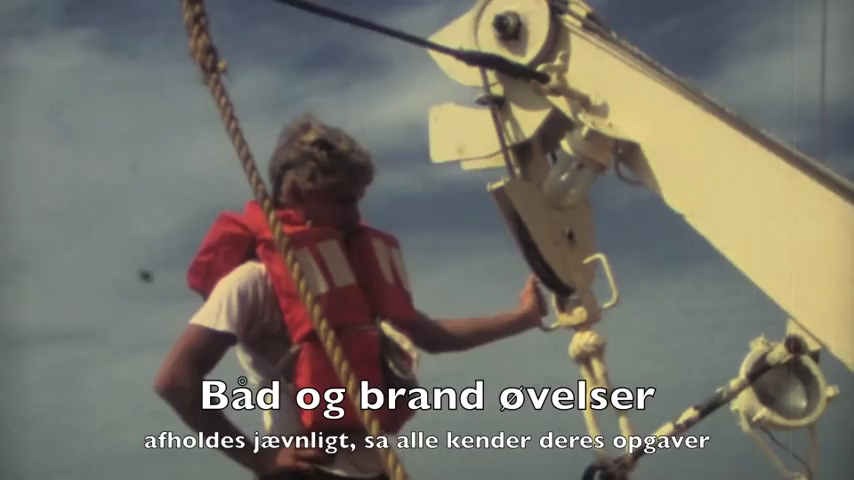 Båd og brand øvelser
afholdes jævnligt, så alle kender deres opgaver